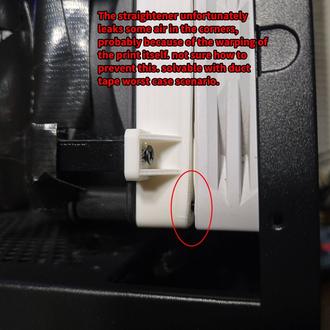 The straightener unfortunately
leaks some air in the corners,
probably because of the warping of
the print itself. not sure how to
prevent this. solvable with duct
tape worst case scenario.